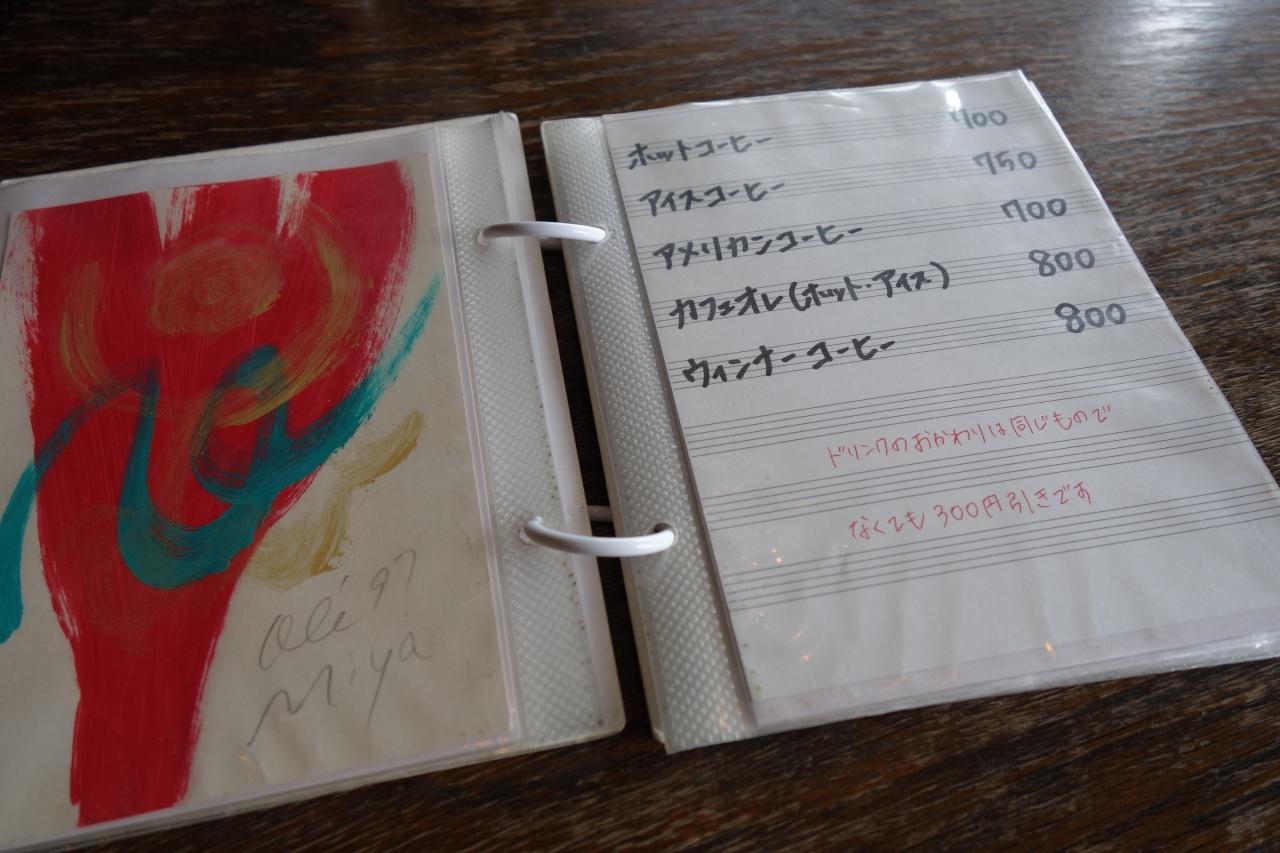 Olé '97
Miya
ホットコーヒー 700
アイスコーヒー 750
アメリカンコーヒー 700
カフェオレ(ホット・アイス) 800
ウィンナーコーヒー 800
ドリンクのおかわりは同じもので
なくても300円引きです